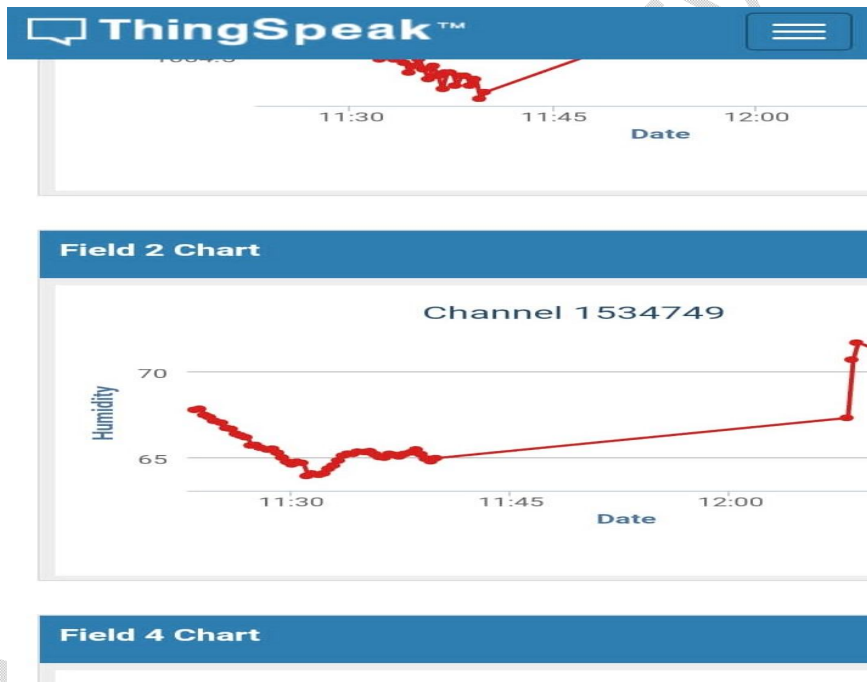 ThingSpeak™
11:30 11:45 12:00
Date
Field 2 Chart
Channel 1534749
70
Humidity
65
11:30 11:45 12:00
Date
Field 4 Chart